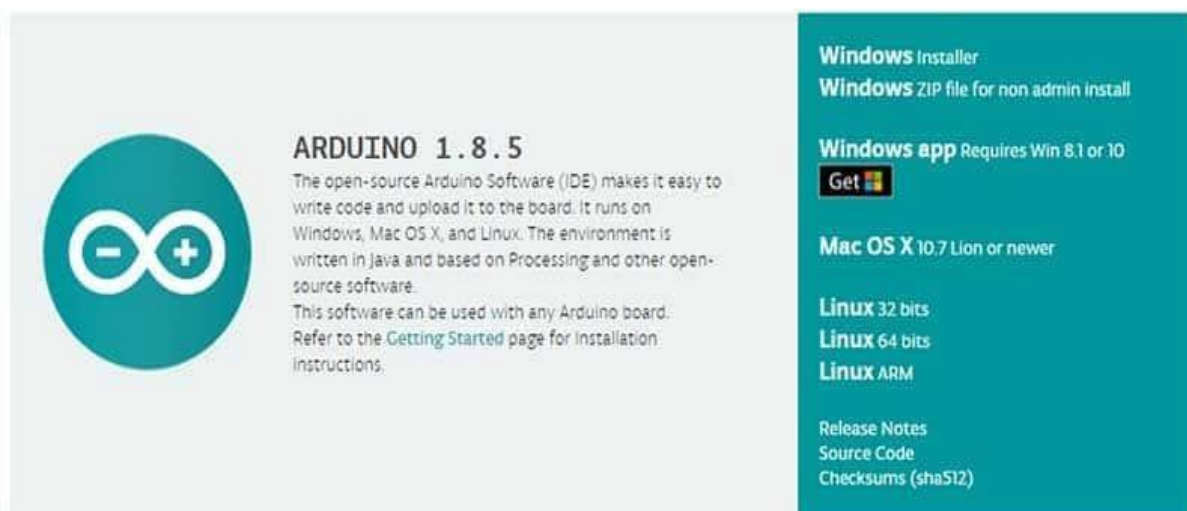 ARDUINO 1.8.5
The open-source Arduino Software (IDE) makes it easy to
write code and upload it to the board. It runs on
Windows, Mac OS X, and Linux. The environment is
written in Java and based on Processing and other open-
source software.
This software can be used with any Arduino board.
Refer to the Getting Started page for Installation
instructions.
Windows Installer
Windows ZIP file for non admin install
Windows app Requires Win 8.1 or 10
Get
Mac OS X 10.7 Lion or newer
Linux 32 bits
Linux 64 bits
Linux ARM
Release Notes
Source Code
Checksums (sha512)